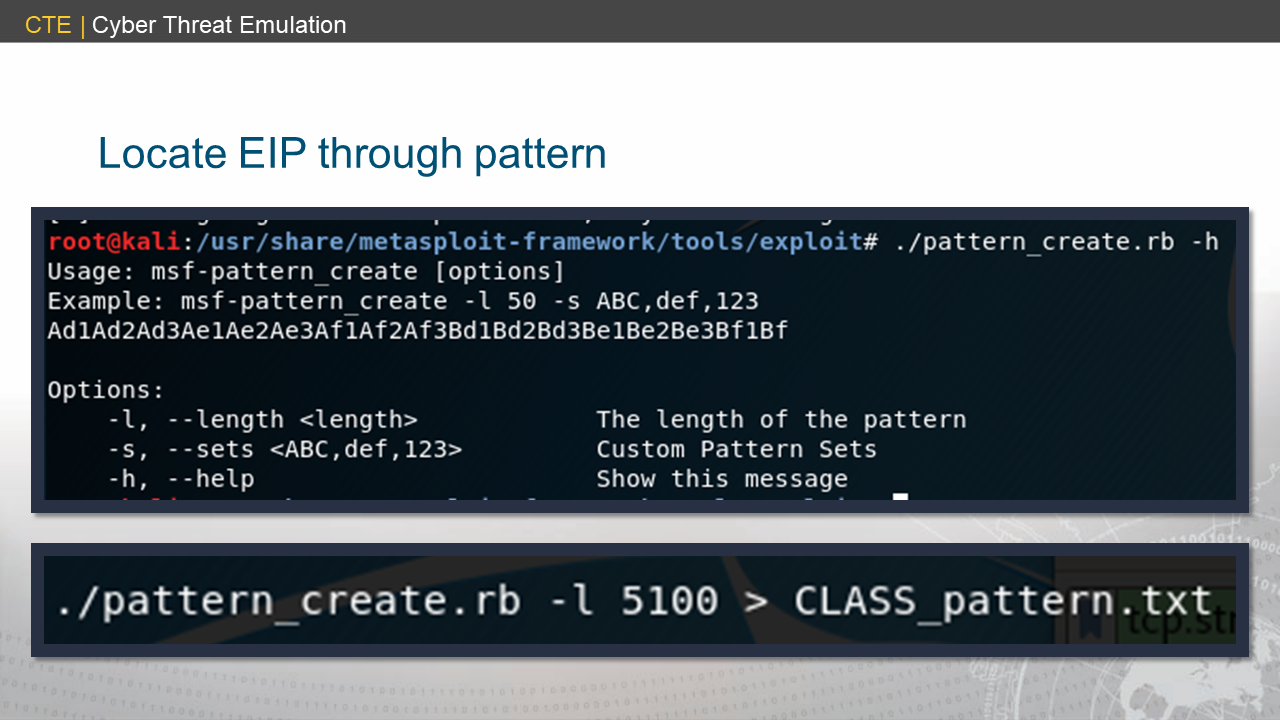 CTE | Cyber Threat Emulation
Locate EIP through pattern
root@kali:/usr/share/metasploit-framework/tools/exploit# ./pattern_create.rb -h
Usage: msf-pattern_create [options]
Example: msf-pattern_create -l 50 -s ABC,def,123
Ad1Ad2Ad3Ae1Ae2Ae3Af1Af2Af3Bd1Bd2Bd3Be1Be2Be3Bf1Bf
Options:
-l, --length <length> The length of the pattern
-s, --sets <ABC,def,123> Custom Pattern Sets
-h, --help Show this message
./pattern_create.rb -l 5100 > CLASS_pattern.txt